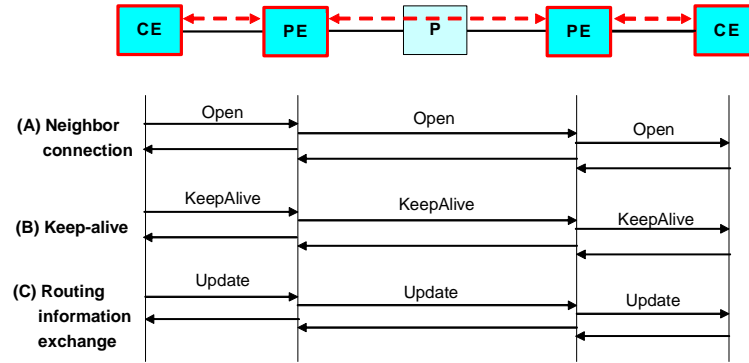 CE PE P PE CE
Open
(A) Neighbor Open
connection Open
KeepAlive
(B) Keep-alive KeepAlive
KeepAlive
Update
(C) Routing Update
information Update
exchange